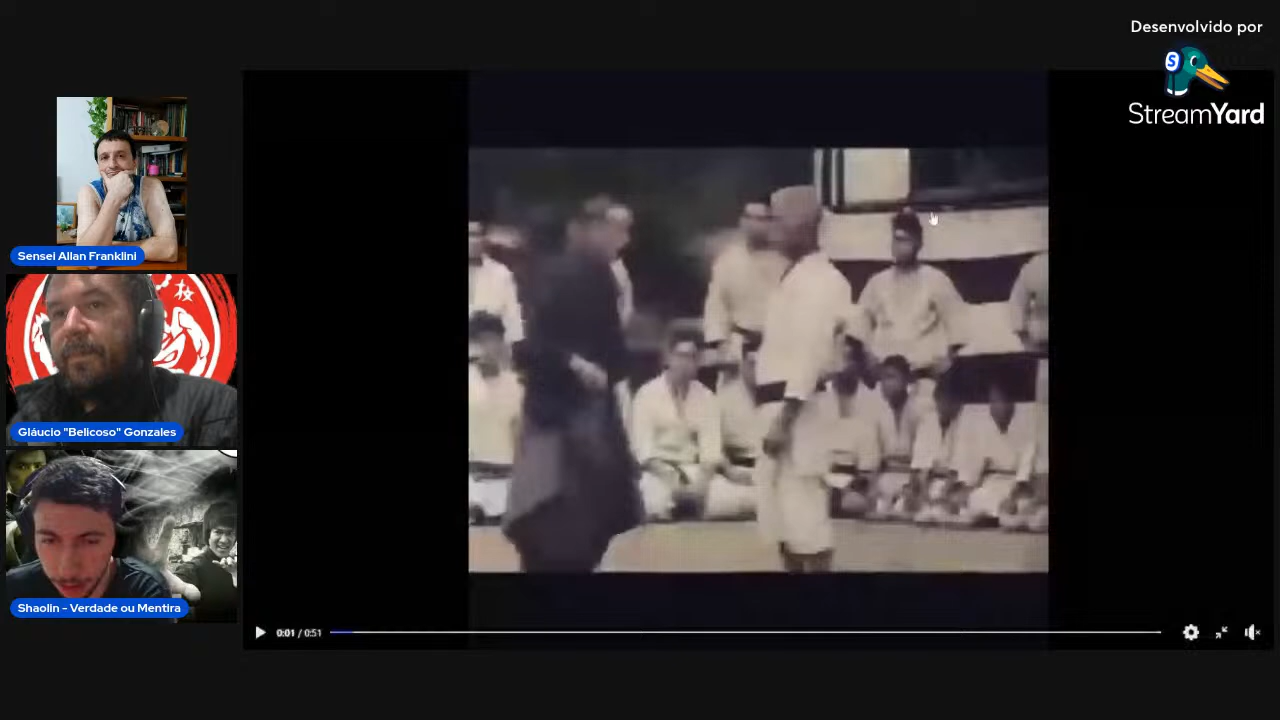 Desenvolvido por
StreamYard
Sensei Allan Franklini
Gláucio "Belicoso" Gonzales
Shaolin - Verdade ou Mentira
0:01 / 0:51